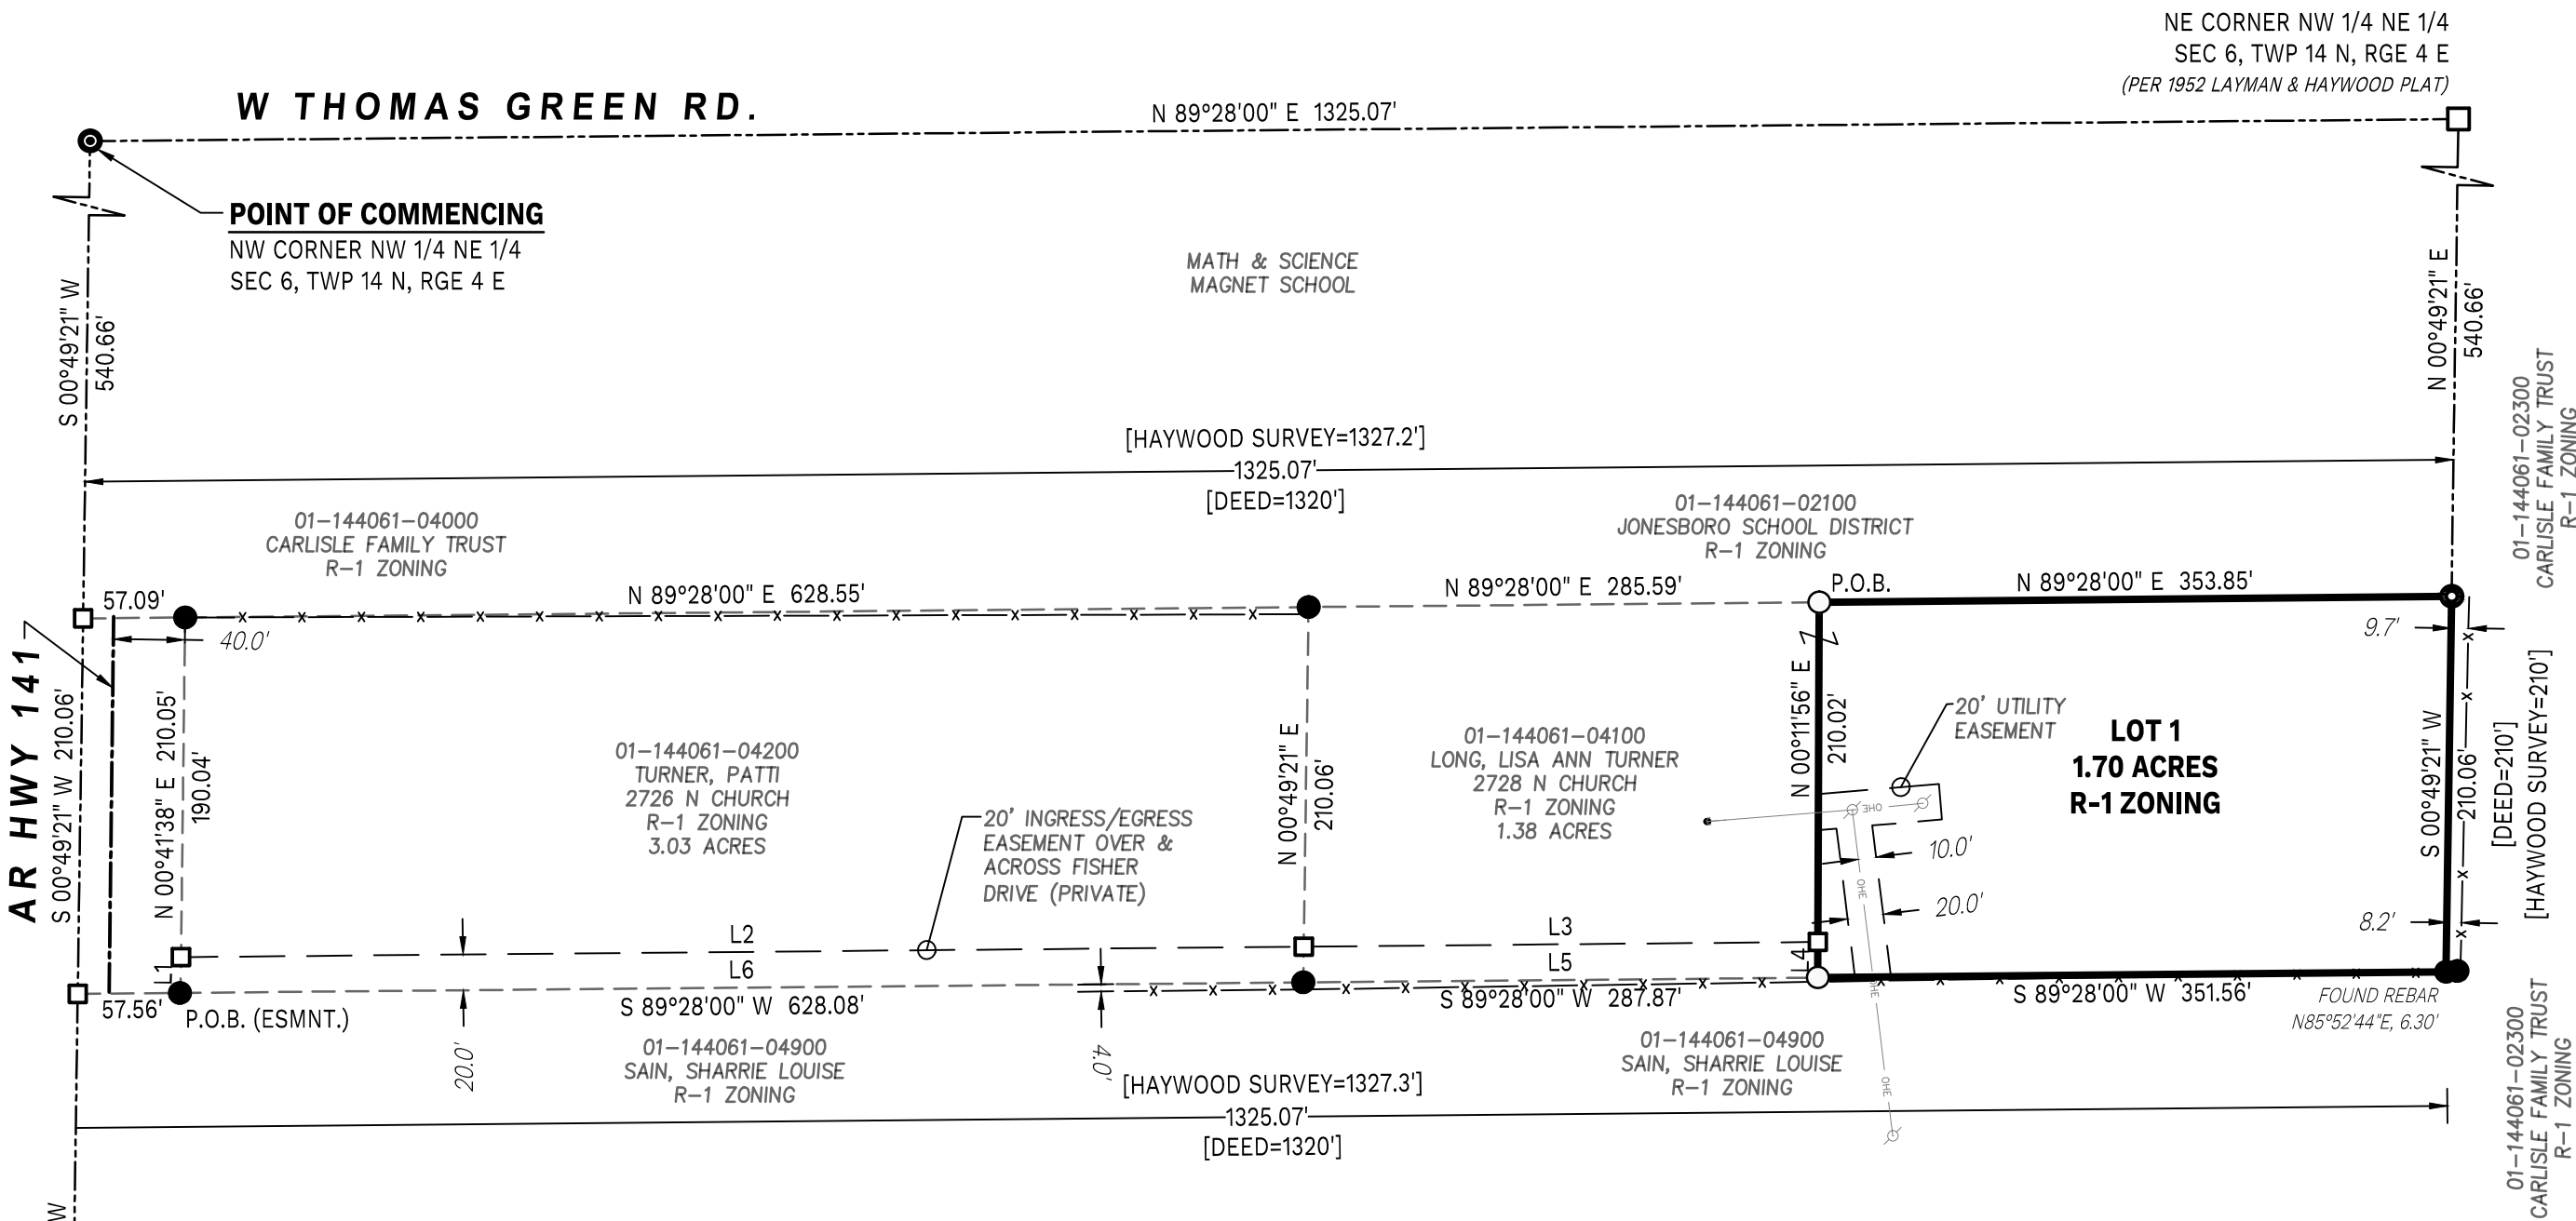 NE CORNER NW 1/4 NE 1/4
SEC 6, TWP 14 N, RGE 4 E
(PER 1952 LAYMAN & HAYWOOD PLAT)
W THOMAS GREEN RD.
N 89°28'00" E 1325.07'
POINT OF COMMENCING
NW CORNER NW 1/4 NE 1/4
SEC 6, TWP 14 N, RGE 4 E
MATH & SCIENCE
MAGNET SCHOOL
S 00°49'21" W
540.66'
N 00°49'21" E
540.66'
01-144061-02300
CARLISLE FAMILY TRUST
R-1 ZONING
[HAYWOOD SURVEY=1327.2']
1325.07'
[DEED=1320']
01-144061-04000
CARLISLE FAMILY TRUST
R-1 ZONING
01-144061-02100
JONESBORO SCHOOL DISTRICT
R-1 ZONING
57.09'
N 89°28'00" E 628.55'
N 89°28'00" E 285.59'
P.O.B.
N 89°28'00" E 353.85'
40.0'
9.7'
AR HWY 141
S 00°49'21" W 210.06'
N 00°41'38" E 210.05'
190.04'
01-144061-04200
TURNER, PATTI
2726 N CHURCH
R-1 ZONING
3.03 ACRES
20' INGRESS/EGRESS
EASEMENT OVER &
ACROSS FISHER
DRIVE (PRIVATE)
N 00°49'21" E
210.06'
01-144061-04100
LONG, LISA ANN TURNER
2728 N CHURCH
R-1 ZONING
1.38 ACRES
N 00°11'56" E
210.02'
20' UTILITY
EASEMENT
LOT 1
1.70 ACRES
R-1 ZONING
S 00°49'21" W
210.06'
[DEED=210']
[HAYWOOD SURVEY=210']
OHE
10.0'
OHE
20.0'
8.2'
L2
L3
L1
L6
L5
L4
57.56'
P.O.B. (ESMNT.)
S 89°28'00" W 628.08'
S 89°28'00" W 287.87'
OHE
S 89°28'00" W 351.56'
FOUND REBAR
N85°52'44"E, 6.30'
20.0'
4.0'
01-144061-04900
SAIN, SHARRIE LOUISE
R-1 ZONING
01-144061-04900
SAIN, SHARRIE LOUISE
R-1 ZONING
OHE
[HAYWOOD SURVEY=1327.3']
1325.07'
[DEED=1320']
01-144061-02300
CARLISLE FAMILY TRUST
R-1 ZONING
W